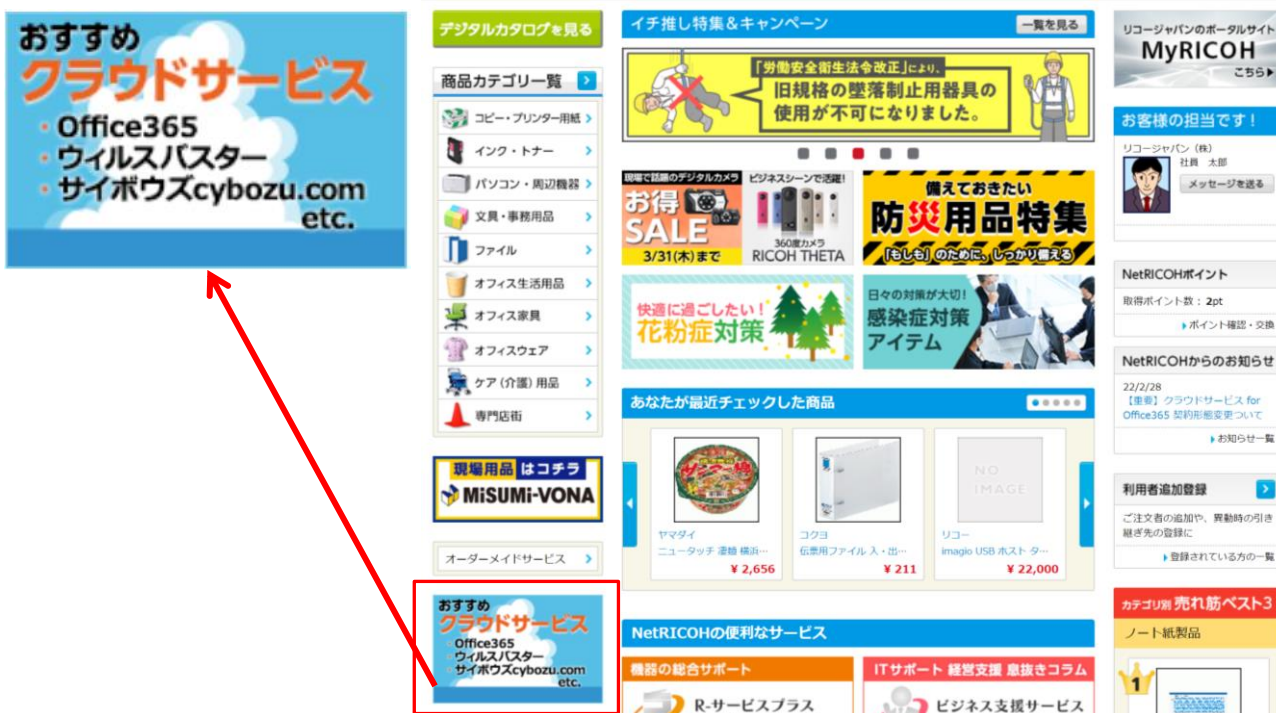 おすすめ
クラウドサービス
・Office365
・ウィルスバスター
・サイボウズcybozu.com
etc.
デジタルカタログを見る
商品カテゴリ一覧
コピー・プリンター用紙
インク・トナー
パソコン・周辺機器
文具・事務用品
ファイル
オフィス生活用品
オフィス家具
オフィスウェア
ケア(介護)用品
専門店街
現場用品 はコチラ
MiSUMi-VONA
オーダーメイドサービス
おすすめ
クラウドサービス
・Office365
・ウィルスバスター
・サイボウズcybozu.com
etc.
イチ推し特集&キャンペーン
一覧を見る
「労働安全衛生法令改正」により、
旧規格の墜落制止用器具の
使用が不可になりました。
現場で話題のデジタルカメラ
お得
SALE
3/31(木)まで
ビジネスシーンで活躍!
360度カメラ
RICOH THETA
備えておきたい
防災用品特集
「もしも」のために、しっかり備える
快適に過ごしたい!
花粉症対策
日々の対策が大切!
感染症対策
アイテム
あなたが最近チェックした商品
ヤマダイ
ニュータッチ 凄麺 横浜…
¥ 2,656
コクヨ
伝票用ファイル 入・出…
¥ 211
NO
IMAGE
リコー
imagio USB ホスト タ…
¥ 22,000
NetRICOHの便利なサービス
機器の総合サポート
R-サービスプラス
ITサポート 経営支援 息抜きコラム
ビジネス支援サービス
リコージャパンのポータルサイト
MyRICOH
こちら▶
お客様の担当です!
リコージャパン(株)
社員 太郎
メッセージを送る
NetRICOHポイント
取得ポイント数: 2pt
ポイント確認・交換
NetRICOHからのお知らせ
22/2/28
【重要】クラウドサービス for
Office365 契約形態変更ついて
お知らせ一覧
利用者追加登録
ご注文者の追加や、異動時の引き
継ぎ先の登録に
登録されている方の一覧
カテゴリ別 売れ筋ベスト3
ノート紙製品
1